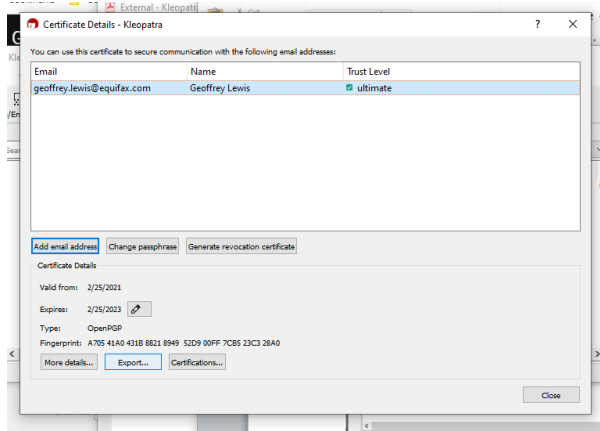 External - Kleopatr
Certificate Details - Kleopatra
You can use this certificate to secure communication with the following email addresses:
Email Name Trust Level
geoffrey.lewis@equifax.com Geoffrey Lewis ultimate
Add email address Change passphrase Generate revocation certificate
Certificate Details
Valid from: 2/25/2021
Expires: 2/25/2023
Type: OpenPGP
Fingerprint: A705 41A0 431B 8821 8949 52D9 00FF 7CB5 23C3 28A0
More details... Export... Certifications...
Close